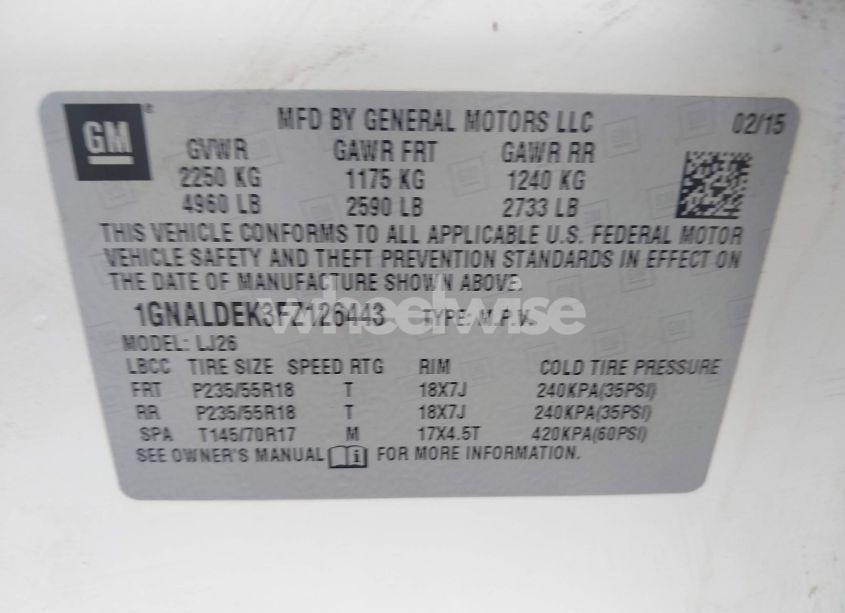 GM® MFD BY GENERAL MOTORS LLC 02/15
GVWR GAWR FRT GAWR RR
2250 KG 1175 KG 1240 KG
4960 LB 2590 LB 2733 LB
THIS VEHICLE CONFORMS TO ALL APPLICABLE U.S. FEDERAL MOTOR
VEHICLE SAFETY AND THEFT PREVENTION STANDARDS IN EFFECT ON
THE DATE OF MANUFACTURE SHOWN ABOVE.
1GNALDEK3FZ126443 TYPE: M.P.V.
wheelwise
MODEL: LJ26
LBCC TIRE SIZE SPEED RTG RIM COLD TIRE PRESSURE
FRT P235/55R18 T 18X7J 240KPA(35PSI)
RR P235/55R18 T 18X7J 240KPA(35PSI)
SPA T145/70R17 M 17X4.5T 420KPA(60PSI)
SEE OWNER'S MANUAL i FOR MORE INFORMATION.